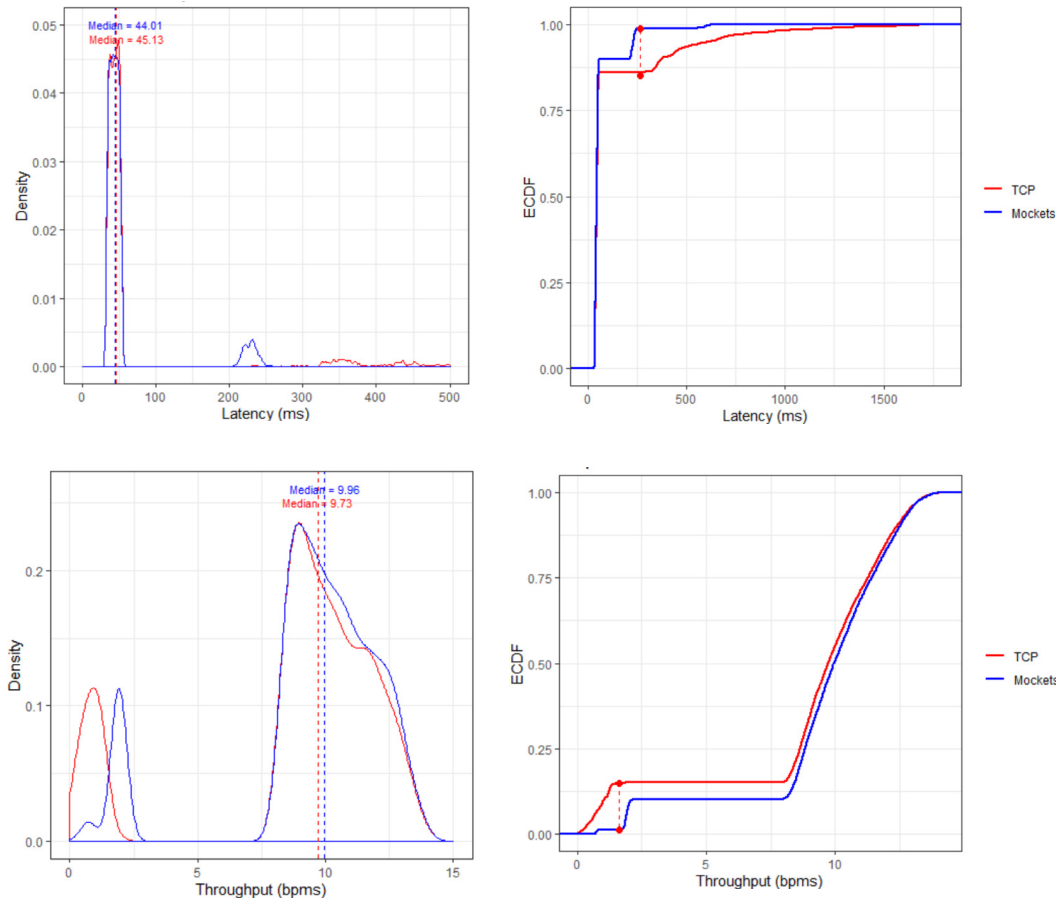 Median = 44.01
Median = 45.13
0.05
0.04
0.03
0.02
0.01
0.00
Density
0
100
200
300
400
500
Latency (ms)
1.00
0.75
0.50
0.25
0.00
ECDF
0
500
1000
1500
Latency (ms)
TCP
Mockets
Median = 9.96
Median = 9.73
0.2
0.1
0.0
Density
0
5
10
15
Throughput (bpms)
1.00
0.75
0.50
0.25
0.00
ECDF
0
5
10
Throughput (bpms)
TCP
Mockets